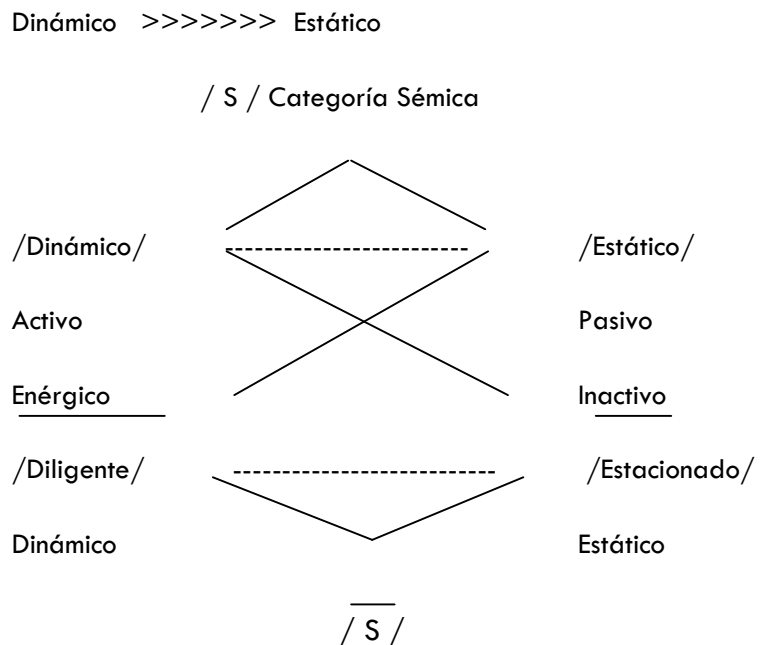 Dinámico >>>>>>> Estático
/ S / Categoría Sémica
/Dinámico/ /Estático/
Activo Pasivo
Enérgico Inactivo
/Diligente/ /Estacionado/
Dinámico Estático
/ S /